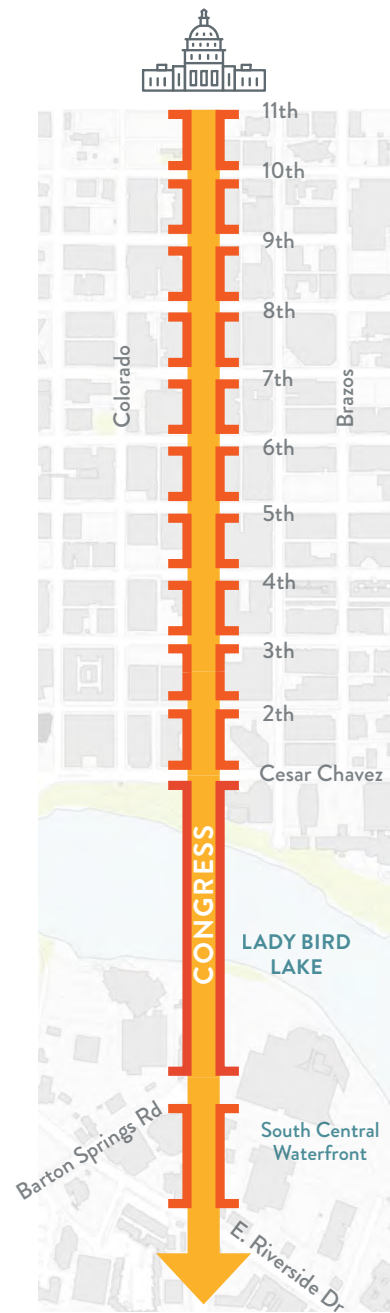 11th
10th
9th
8th
7th
Colorado
Brazos
6th
5th
4th
3th
2th
Cesar Chavez
CONGRESS
LADY BIRD
LAKE
Barton Springs Rd
South Central
Waterfront
E. Riverside Dr